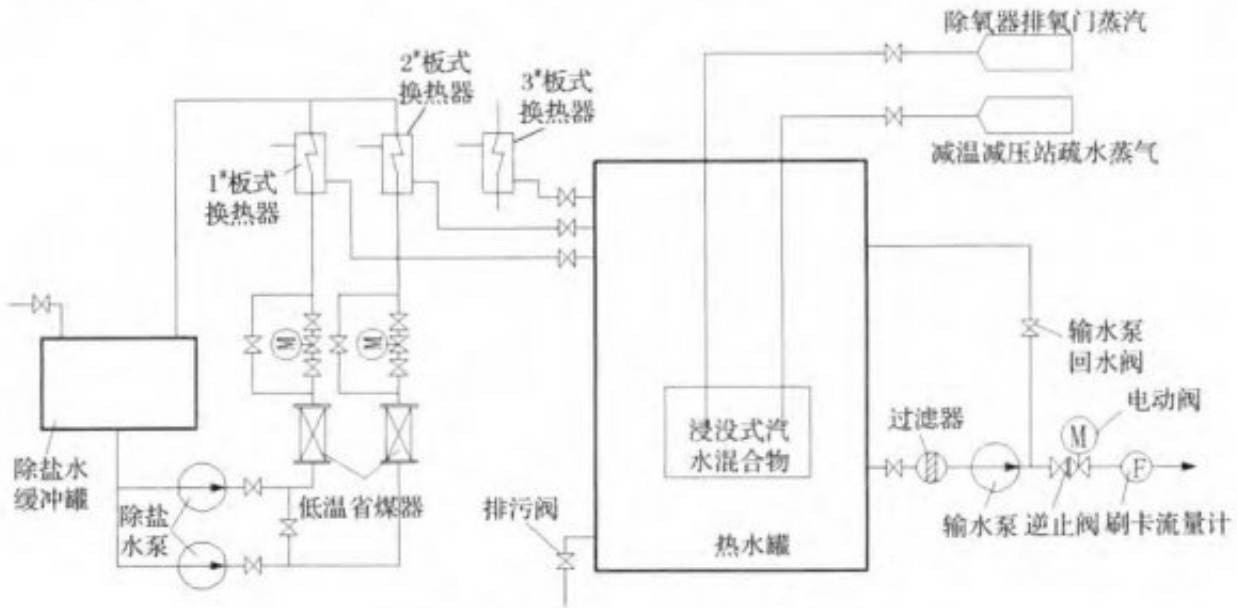 除氧器排氧门蒸汽
2#板式
换热器
3#板式
换热器
减温减压站疏水蒸气
1#板式
换热器
M
M
输水泵
回水阀
电动阀
M
过滤器
浸没式汽
水混合物
F
除盐水
缓冲罐
除盐
水泵
低温省煤器
排污阀
热水罐
输水泵
逆止阀
刷卡流量计